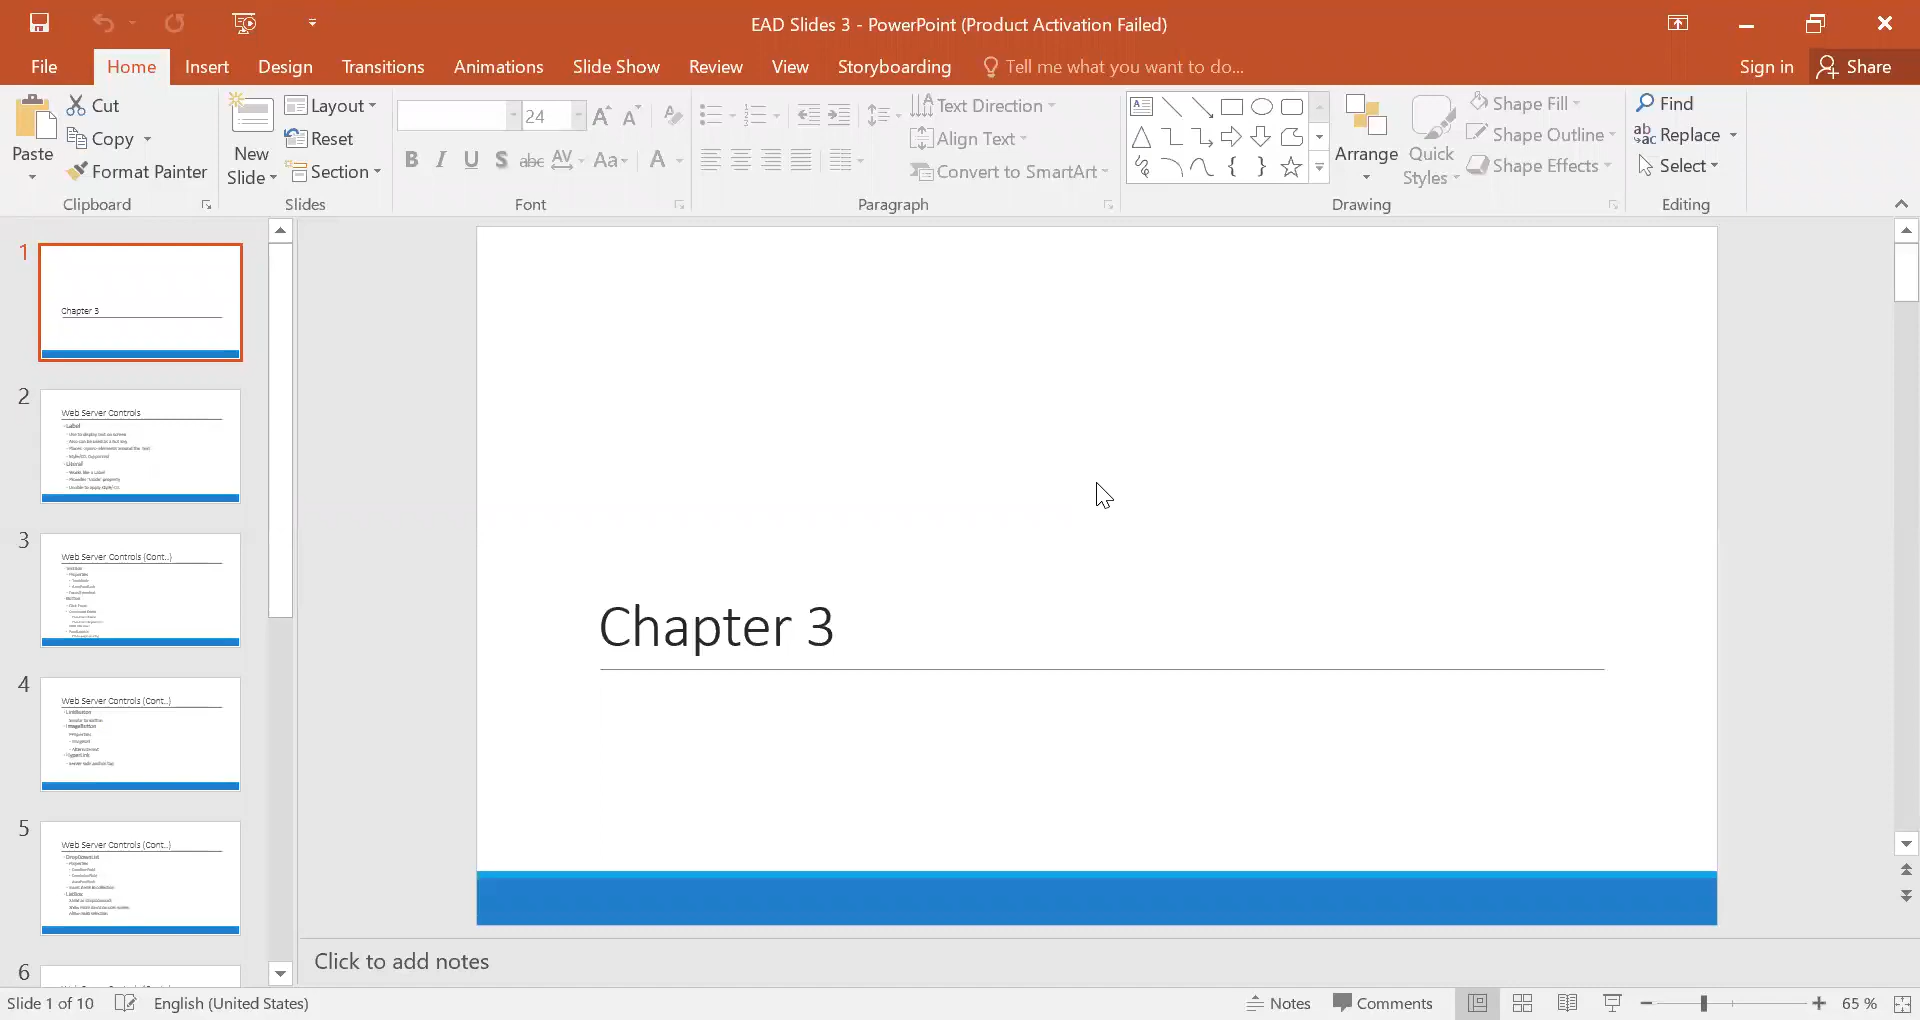 EAD Slides 3 - PowerPoint (Product Activation Failed)
File Home Insert Design Transitions Animations Slide Show Review View Storyboarding Tell me what you want to do... Sign in Share
Paste
Cut
Copy
Format Painter
Clipboard
New
Slide
Layout
Reset
Section
Slides
24
B I U S abc AV Aa A
Font
Text Direction
Align Text
Convert to SmartArt
Paragraph
Arrange
Quick
Styles
Shape Fill
Shape Outline
Shape Effects
Drawing
Find
Replace
Select
Editing
1
Chapter 3
2
Web Server Controls
Label
Literal
3
Web Server Controls (Cont..)
4
Web Server Controls (Cont..)
5
Web Server Controls (Cont..)
6
Chapter 3
Click to add notes
Slide 1 of 10 English (United States) Notes Comments 65 %